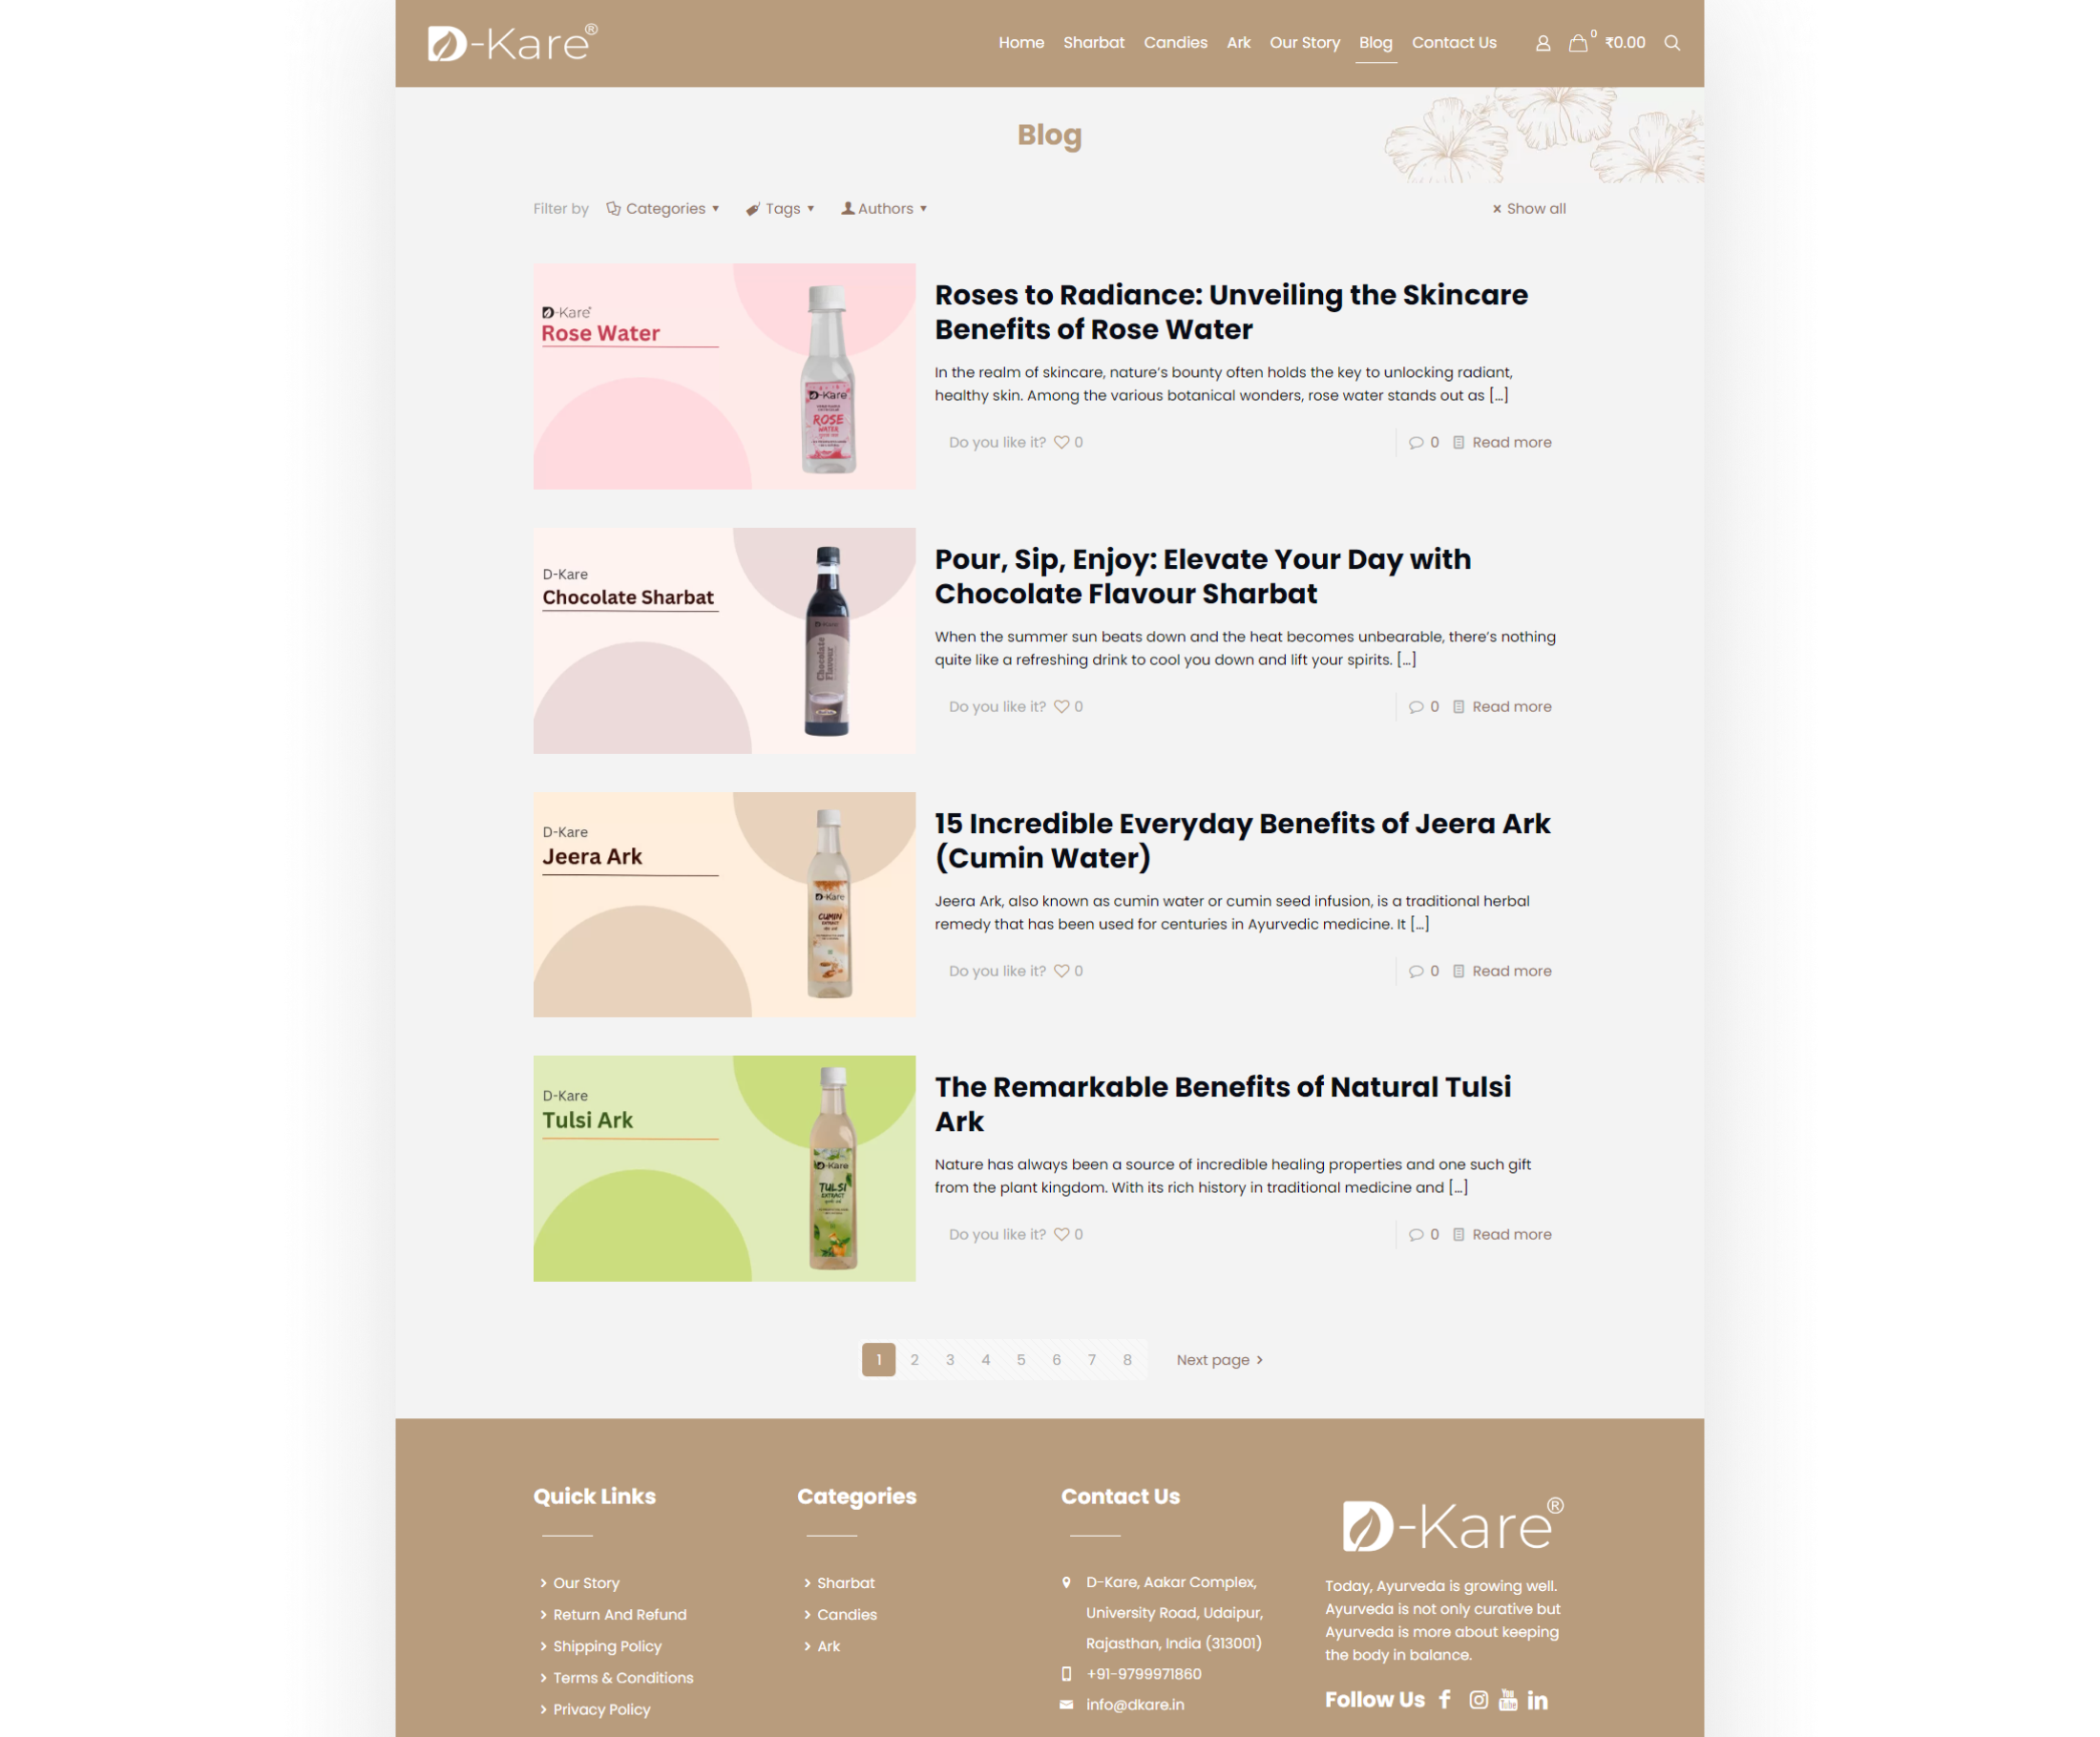 D-Kare®
Home Sharbat Candies Ark Our Story Blog Contact Us 0 ₹0.00
Blog
Filter by Categories Tags Authors × Show all
D-Kare
Rose Water
D-Kare
ROSE
WATER
Roses to Radiance: Unveiling the Skincare
Benefits of Rose Water
In the realm of skincare, nature’s bounty often holds the key to unlocking radiant,
healthy skin. Among the various botanical wonders, rose water stands out as […]
Do you like it? 0 0 Read more
D-Kare
Chocolate Sharbat
D-Kare
Chocolate
Flavour
Pour, Sip, Enjoy: Elevate Your Day with
Chocolate Flavour Sharbat
When the summer sun beats down and the heat becomes unbearable, there’s nothing
quite like a refreshing drink to cool you down and lift your spirits. […]
Do you like it? 0 0 Read more
D-Kare
Jeera Ark
D-Kare
CUMIN
EXTRACT
15 Incredible Everyday Benefits of Jeera Ark
(Cumin Water)
Jeera Ark, also known as cumin water or cumin seed infusion, is a traditional herbal
remedy that has been used for centuries in Ayurvedic medicine. It […]
Do you like it? 0 0 Read more
D-Kare
Tulsi Ark
D-Kare
TULSI
EXTRACT
The Remarkable Benefits of Natural Tulsi
Ark
Nature has always been a source of incredible healing properties and one such gift
from the plant kingdom. With its rich history in traditional medicine and […]
Do you like it? 0 0 Read more
1 2 3 4 5 6 7 8 Next page
Quick Links
Our Story
Return And Refund
Shipping Policy
Terms & Conditions
Privacy Policy
Categories
Sharbat
Candies
Ark
Contact Us
D-Kare, Aakar Complex,
University Road, Udaipur,
Rajasthan, India (313001)
+91-9799971860
info@dkare.in
D-Kare®
Today, Ayurveda is growing well.
Ayurveda is not only curative but
Ayurveda is more about keeping
the body in balance.
Follow Us